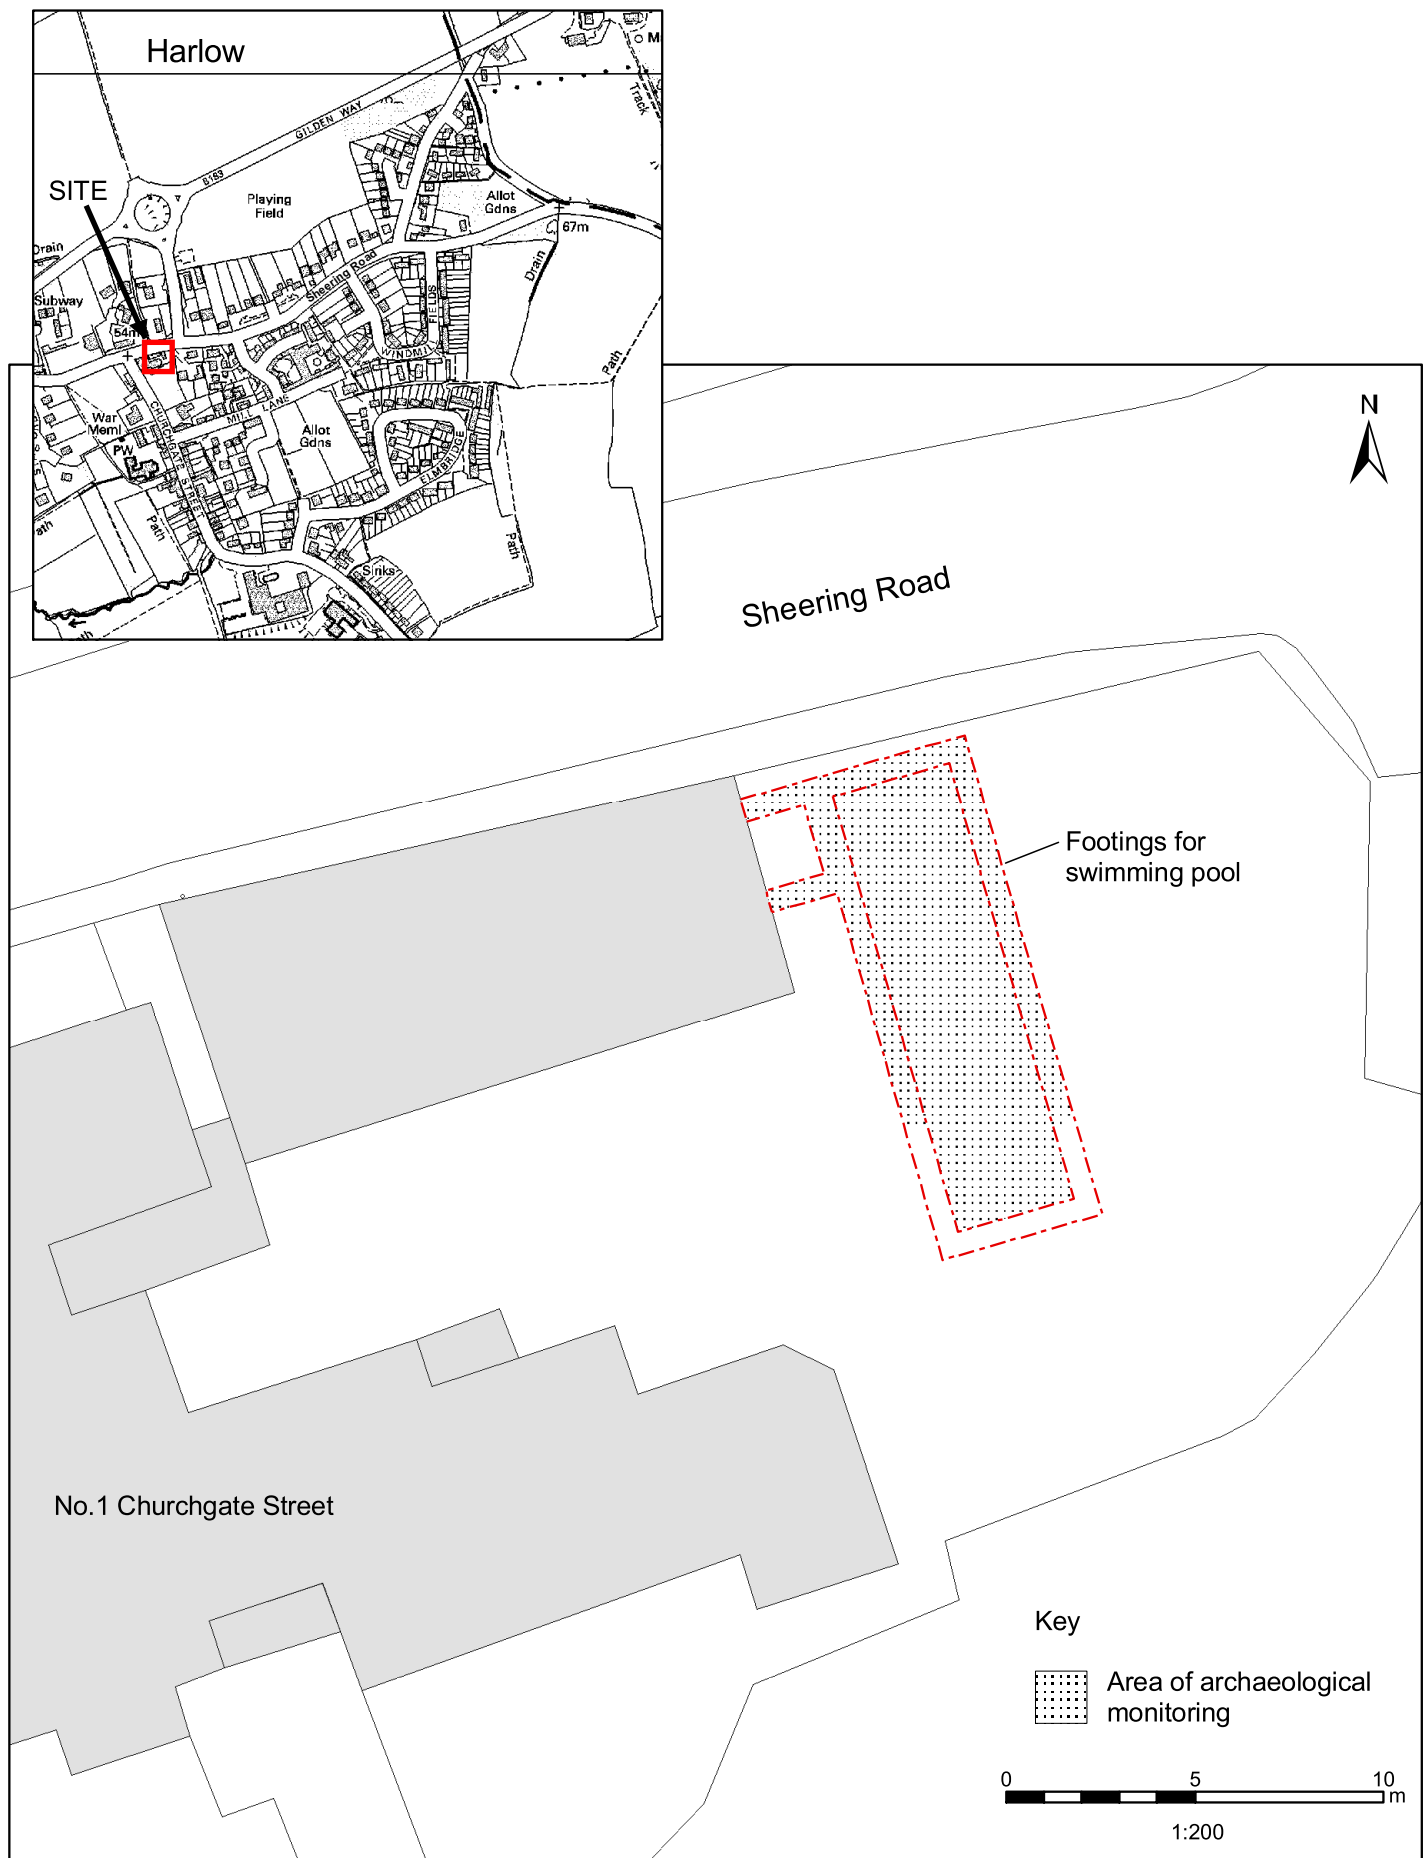 Harlow
SITE
GILDEN WAY
B183
Playing
Field
Allot
Gdns
Track
67m
Drain
Drain
Subway
54m
Sheering Road
FIELDS
Path
War
Meml
PW
CHURCHGATE STREET
MILL LANE
Allot
Gdns
ELMBRIDGE
Path
Path
Sinks
N
Sheering Road
Footings for
swimming pool
No.1 Churchgate Street
Key
Area of archaeological
monitoring
0 5 10
m
1:200